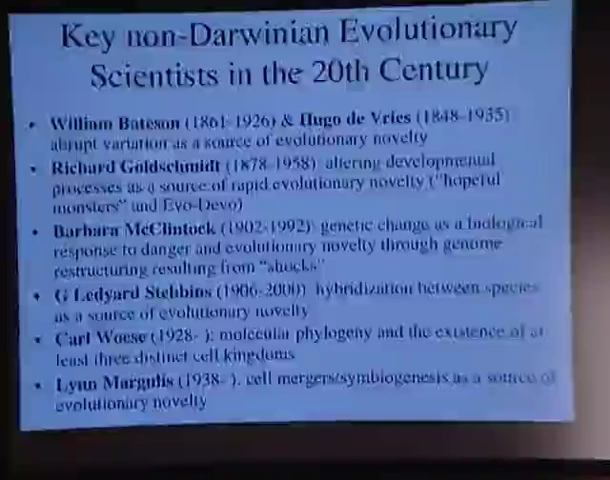 Key non-Darwinian Evolutionary
Scientists in the 20th Century
• William Bateson (1861-1926) & Hugo de Vries (1848-1935):
abrupt variation as a source of evolutionary novelty
• Richard Goldschmidt (1878-1958): altering developmental
processes as a source of rapid evolutionary novelty ("hopeful
monsters" and Evo-Devo)
• Barbara McClintock (1902-1992): genetic change as a biological
response to danger and evolutionary novelty through genome
restructuring resulting from "shocks"
• G Ledyard Stebbins (1906-2000): hybridization between species
as a source of evolutionary novelty
• Carl Woese (1928- ): molecular phylogeny and the existence of at
least three distinct cell kingdoms
• Lynn Margulis (1938- ): cell mergers/symbiogenesis as a source of
evolutionary novelty